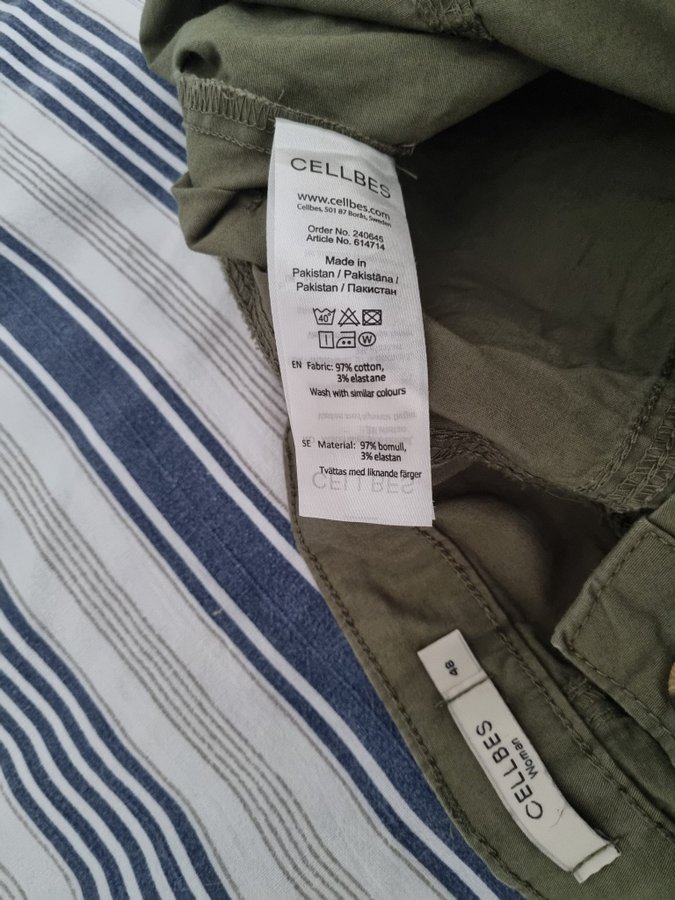 CELLBES
www.cellbes.com
Cellbes, 501 87 Borås, Sweden
Order No. 240645
Article No. 614714
Made in
Pakistan / Pakistāna /
Pakistan / Пакистан
40°
W
EN Fabric: 97% cotton,
3% elastane
Wash with similar colours
SE Material: 97% bomull,
3% elastan
Tvättas med liknande färger
CELLBES
48
CELLBES
Woman